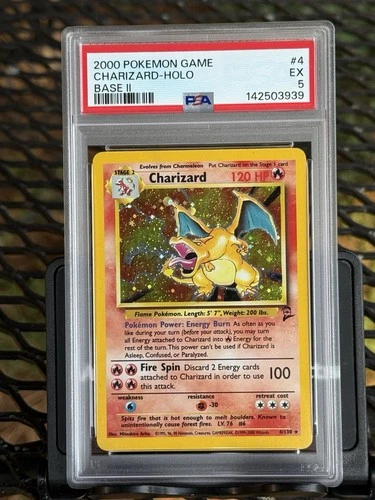 2000 POKEMON GAME #4
CHARIZARD-HOLO EX
BASE II 5
PSA 142503939
Evolves from Charmeleon Put Charizard on the Stage 1 card
STAGE 2
Charizard 120 HP
Flame Pokémon. Length: 5' 7", Weight: 200 lbs.
Pokémon Power: Energy Burn As often as you
like during your turn (before your attack), you may turn
all Energy attached to Charizard into Energy for the
rest of the turn. This power can't be used if Charizard is
Asleep, Confused, or Paralyzed.
Fire Spin Discard 2 Energy cards
attached to Charizard in order to use 100
this attack.
weakness resistance retreat cost
-30
Spits fire that is hot enough to melt boulders. Known to
unintentionally cause forest fires. LV. 76 #6
Illus. Mitsuhiro Arita 4/130